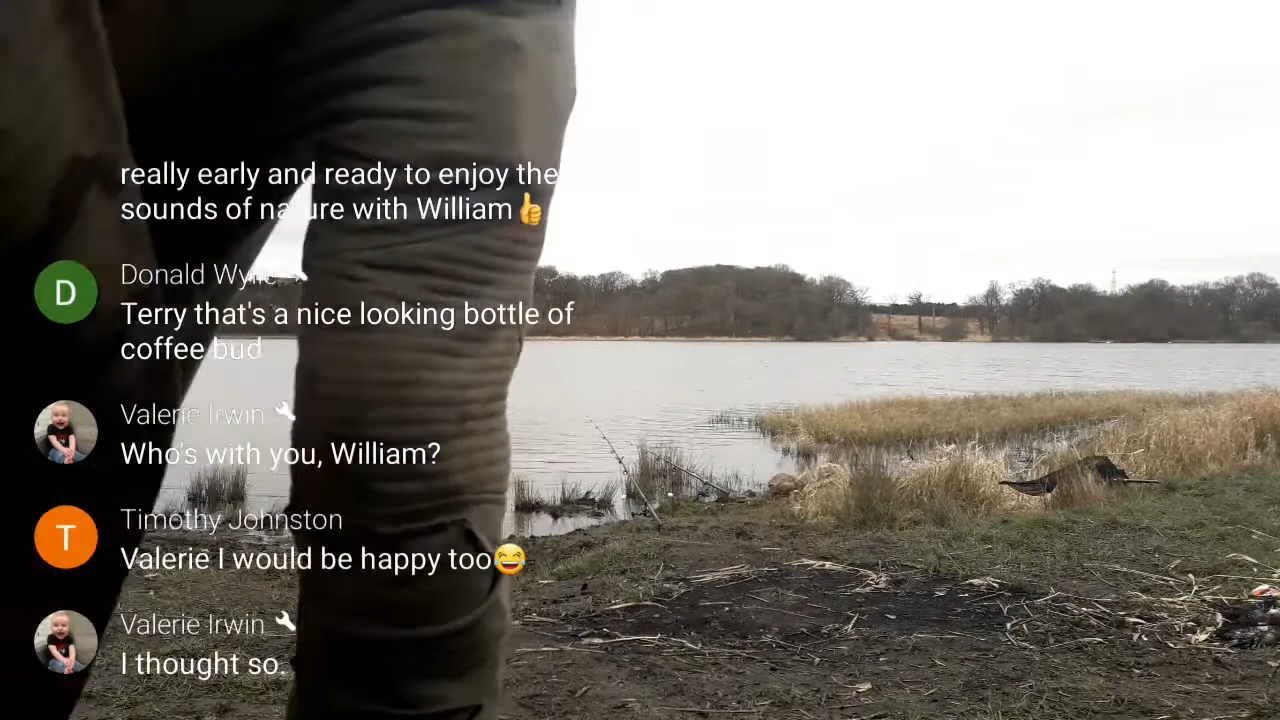 really early and ready to enjoy the
sounds of nature with William👍
D
Donald
Terry that's a nice looking bottle of
coffee bud
Valerie Irwin
Who's with you, William?
T
Timothy Johnston
Valerie I would be happy too😂
Valerie Irwin
I thought so.